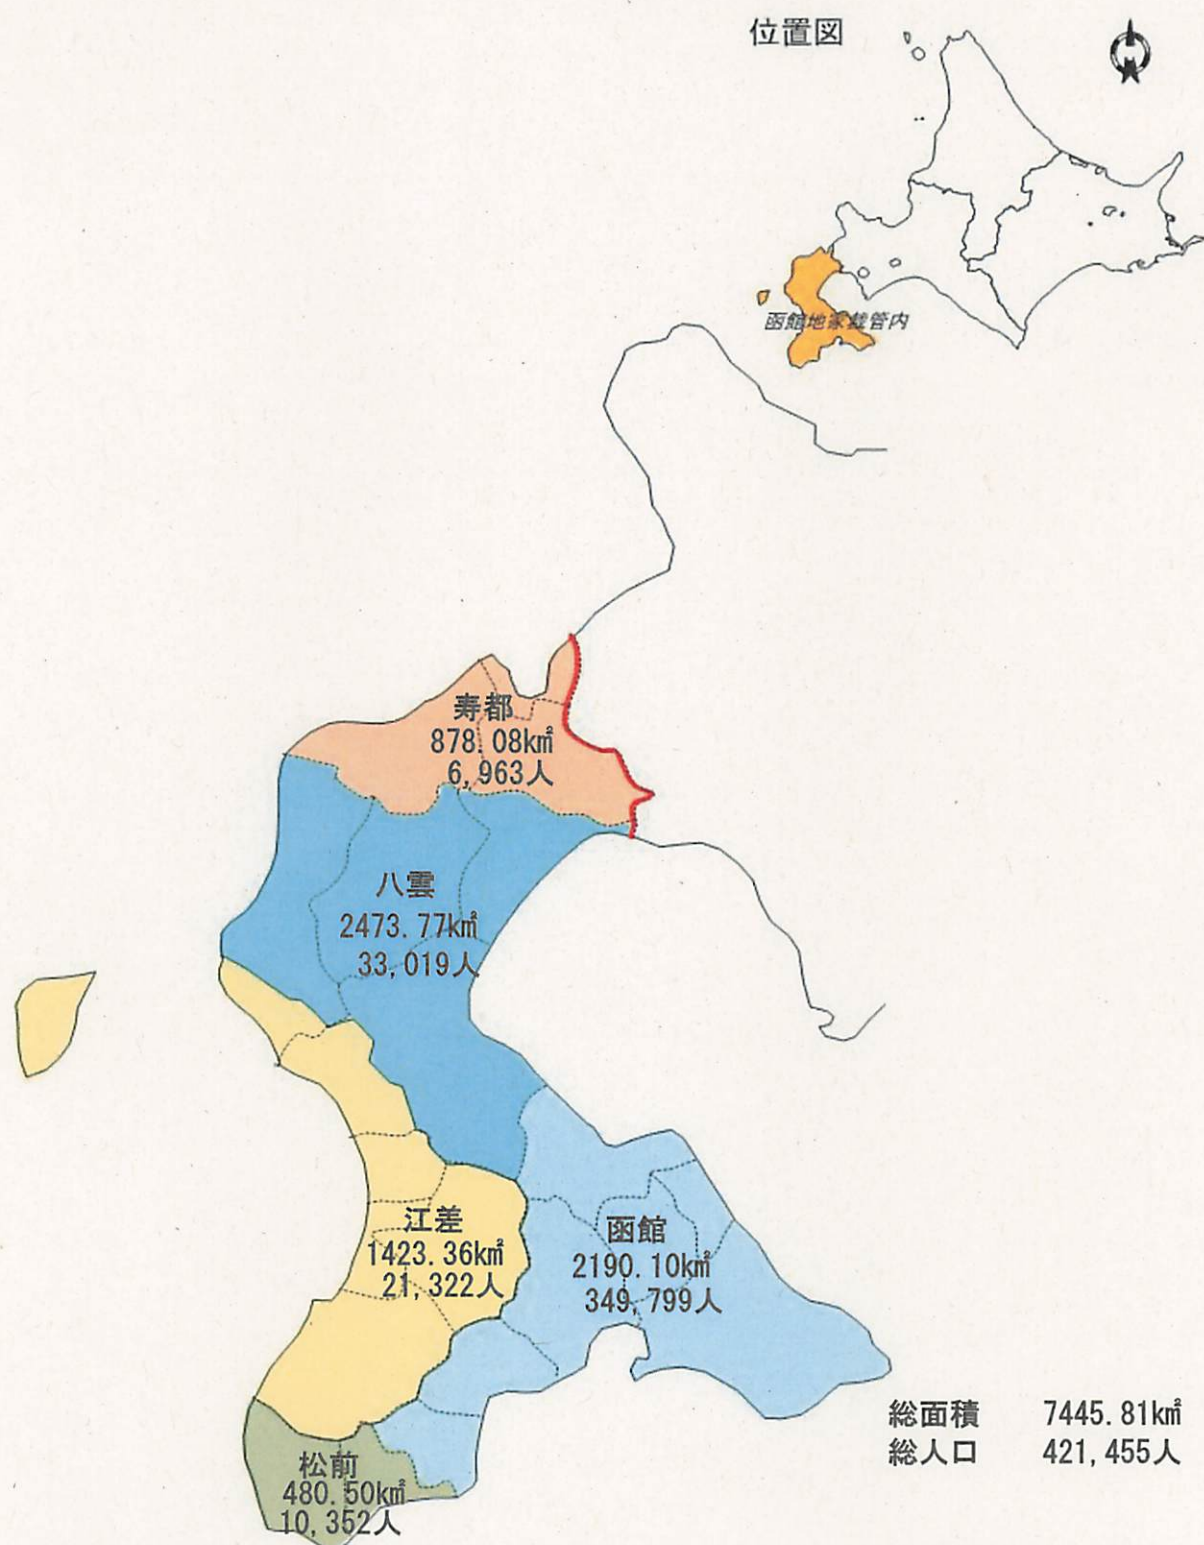 位置図
函館地家裁管内
寿都
878.08k㎡
6,963人
八雲
2473.77k㎡
33,019人
江差
1423.36k㎡
21,322人
函館
2190.10k㎡
349,799人
松前
480.50k㎡
10,352人
総面積 7445.81k㎡
総人口 421,455人